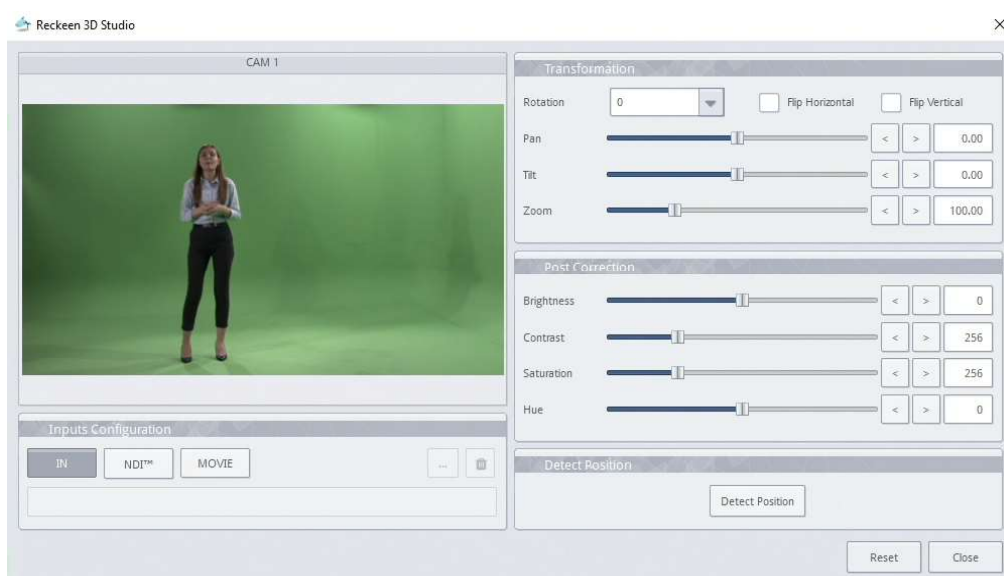 Reckeen 3D Studio
CAM 1
Inputs Configuration
IN NDI™ MOVIE ...
Transformation
Rotation 0 Flip Horizontal Flip Vertical
Pan < > 0.00
Tilt < > 0.00
Zoom < > 100.00
Post Correction
Brightness < > 0
Contrast < > 256
Saturation < > 256
Hue < > 0
Detect Position
Detect Position
Reset Close